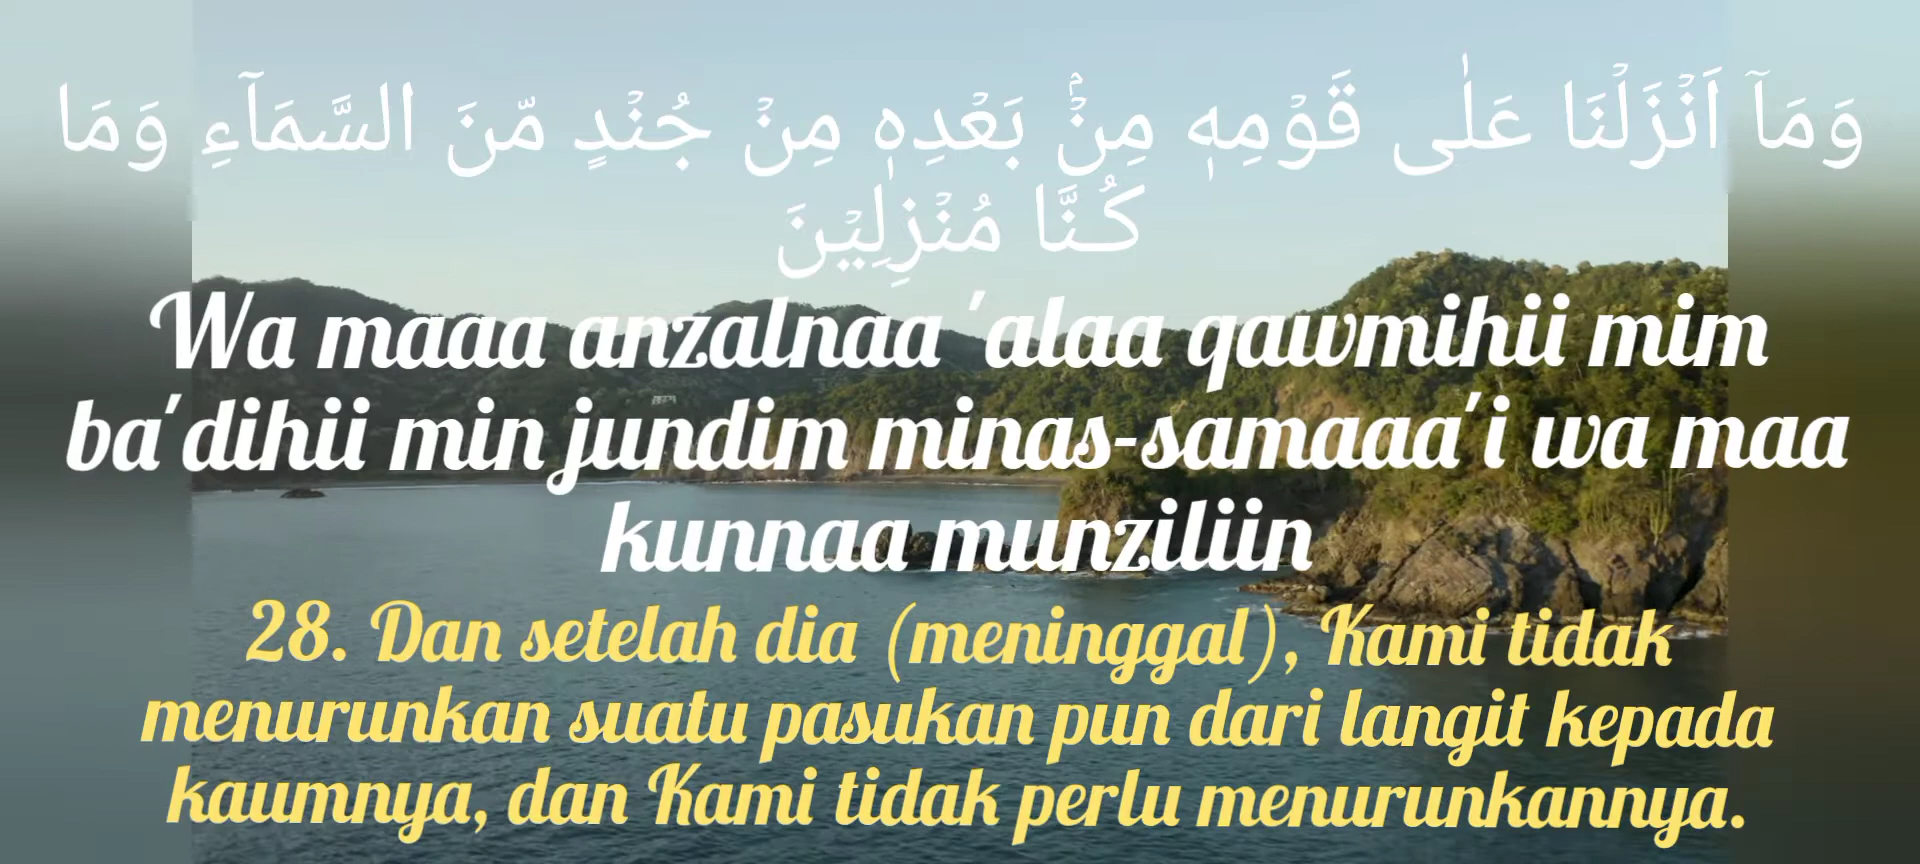 وَمَآ اَنْزَلْنَا عَلٰى قَوْمِهٖ مِنْۢ بَعْدِهٖ مِنْ جُنْدٍ مِّنَ السَّمَآءِ وَمَا
كُنَّا مُنْزِلِيْنَ
Wa maaa anzalnaa 'alaa qawmihii mim
ba'dihii min jundim minas-samaaa'i wa maa
kunnaa munziliin
28. Dan setelah dia (meninggal), Kami tidak
menurunkan suatu pasukan pun dari langit kepada
kaumnya, dan Kami tidak perlu menurunkannya.